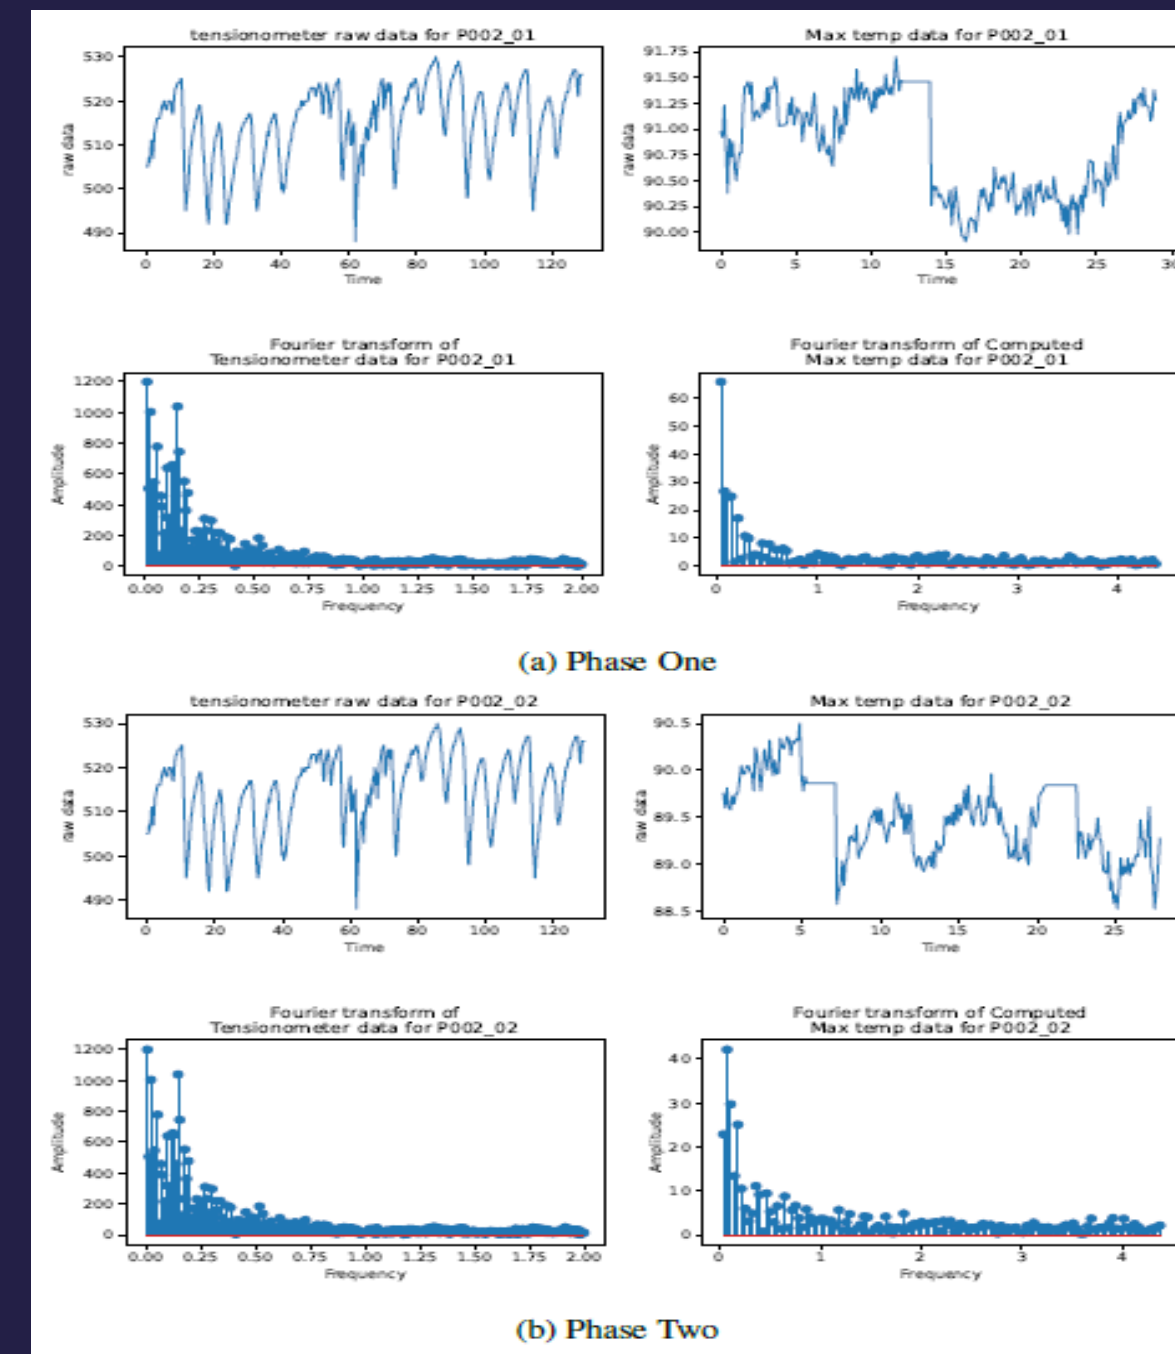 tensionometer raw data for P002_01
530
520
510
500
490
raw data
0 20 40 60 80 100 120
Time
Max temp data for P002_01
91.75
91.50
91.25
91.00
90.75
90.50
90.25
90.00
raw data
0 5 10 15 20 25
Time
Fourier transform of
Tensionometer data for P002_01
1200
1000
800
600
400
200
0
Amplitude
0.00 0.25 0.50 0.75 1.00 1.25 1.50 1.75 2.00
Frequency
Fourier transform of Computed
Max temp data for P002_01
60
50
40
30
20
10
0
Amplitude
0 1 2 3 4
Frequency
(a) Phase One
tensionometer raw data for P002_02
530
520
510
500
490
raw data
0 20 40 60 80 100 120
Time
Max temp data for P002_02
90.5
90.0
89.5
89.0
88.5
raw data
0 5 10 15 20 25
Time
Fourier transform of
Tensionometer data for P002_02
1200
1000
800
600
400
200
0
Amplitude
0.00 0.25 0.50 0.75 1.00 1.25 1.50 1.75 2.00
Frequency
Fourier transform of Computed
Max temp data for P002_02
40
30
20
10
0
Amplitude
0 1 2 3 4
Frequency
(b) Phase Two